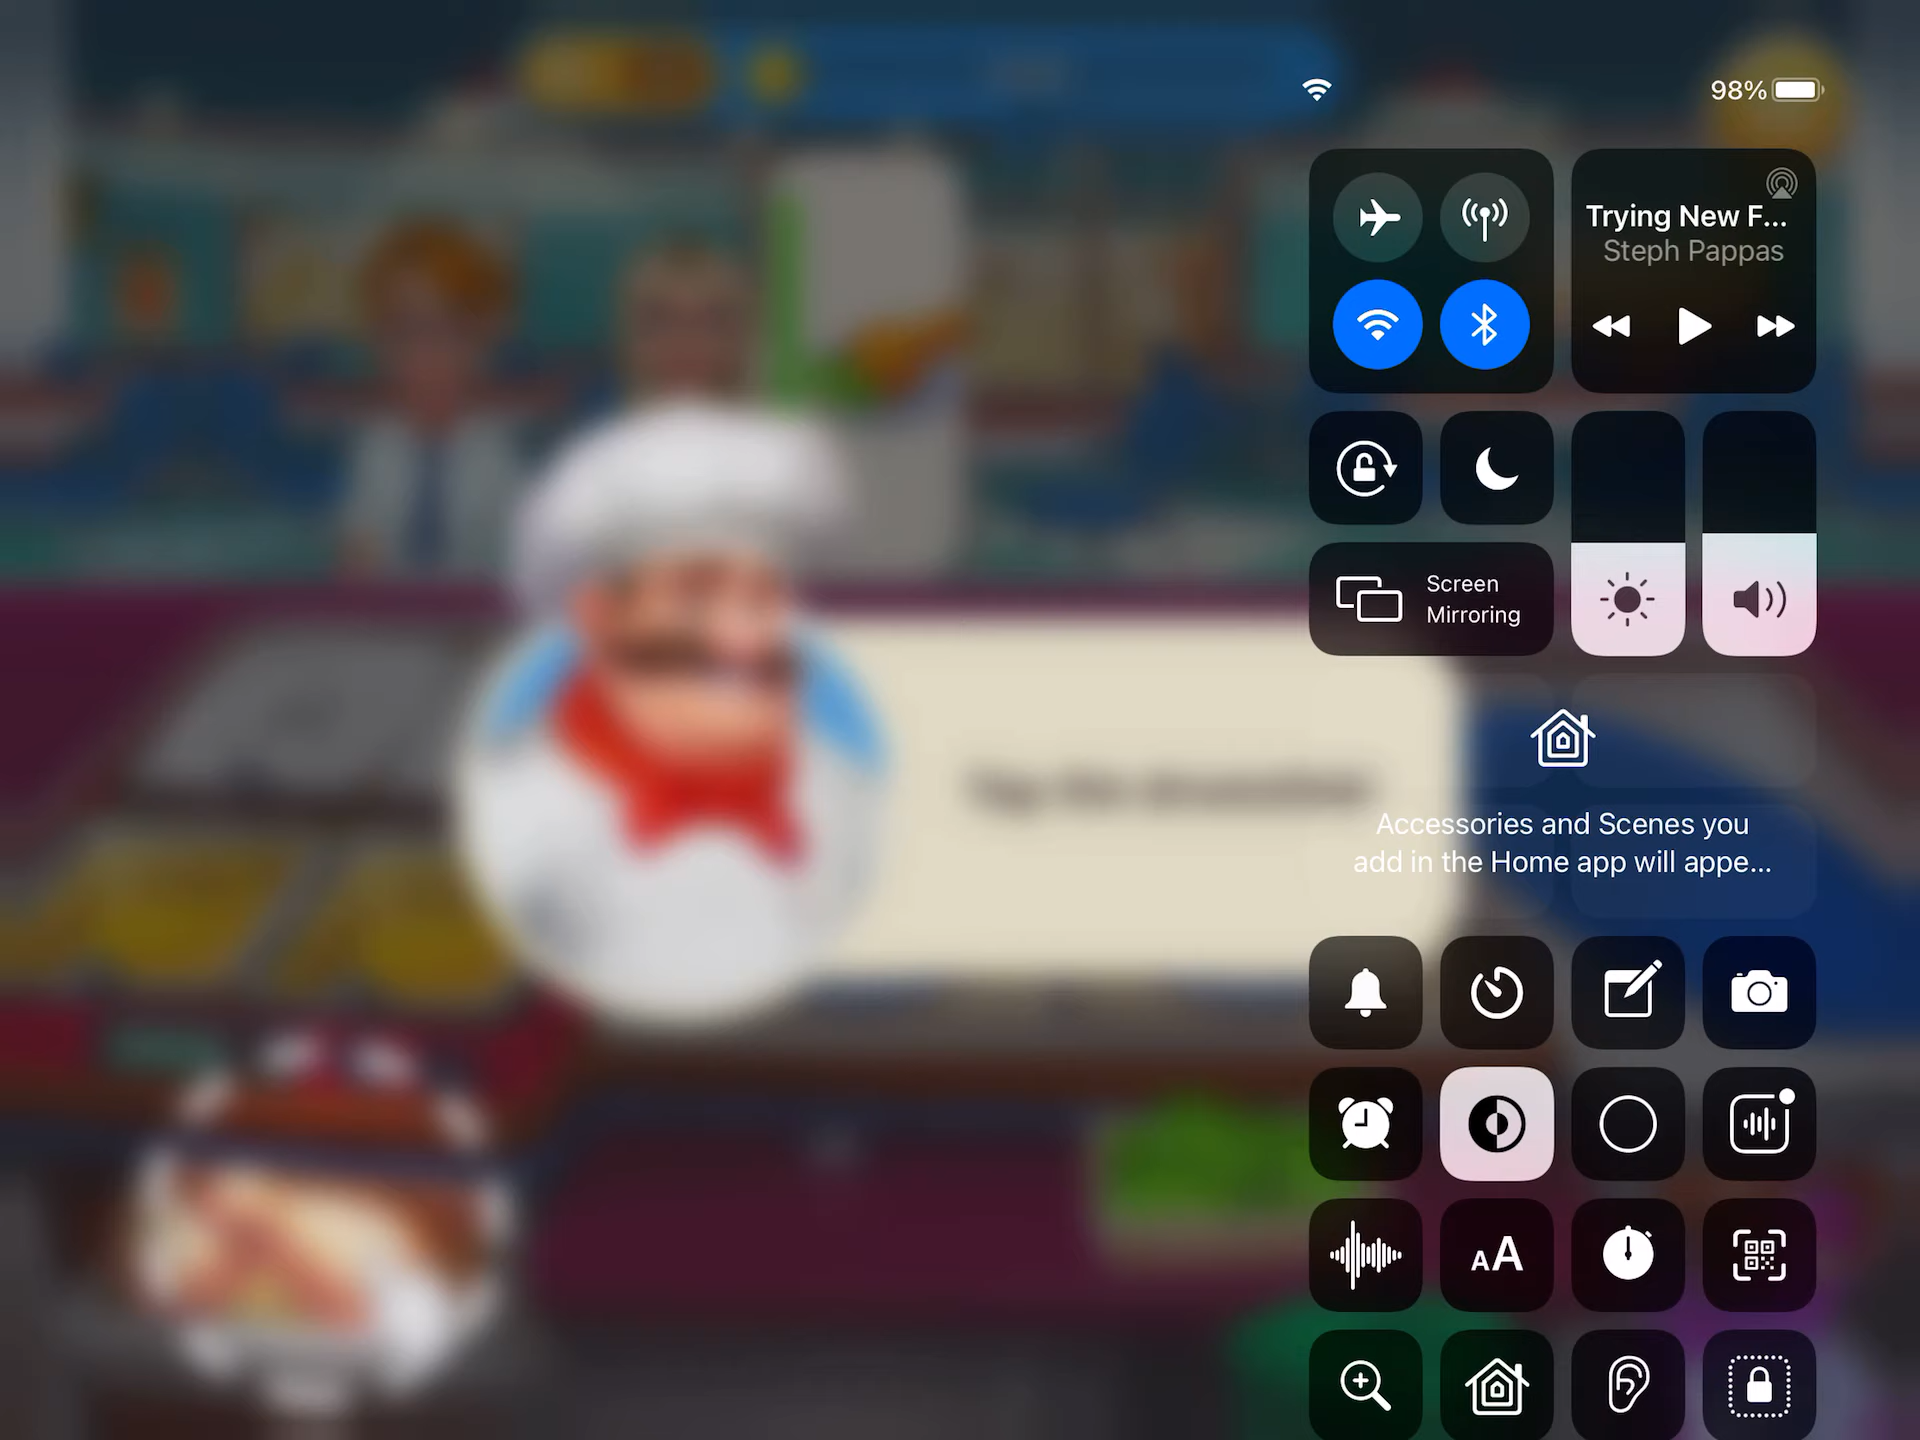 98%
Trying New F...
Steph Pappas
Screen
Mirroring
Accessories and Scenes you
add in the Home app will appe...
AA